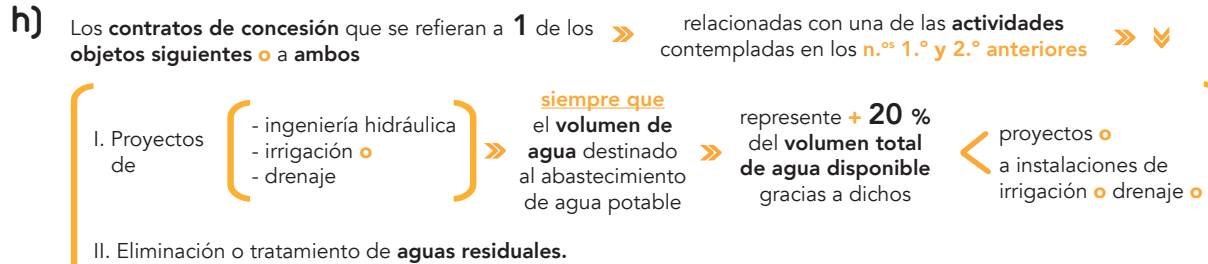 h) Los contratos de concesión que se refieran a 1 de los
objetos siguientes o a ambos
relacionadas con una de las actividades
contempladas en los n.ºs 1.º y 2.º anteriores
I. Proyectos
de
- ingeniería hidráulica
- irrigación o
- drenaje
siempre que
el volumen de
agua destinado
al abastecimiento
de agua potable
represente + 20 %
del volumen total
de agua disponible
gracias a dichos
proyectos o
a instalaciones de
irrigación o drenaje o
II. Eliminación o tratamiento de aguas residuales.